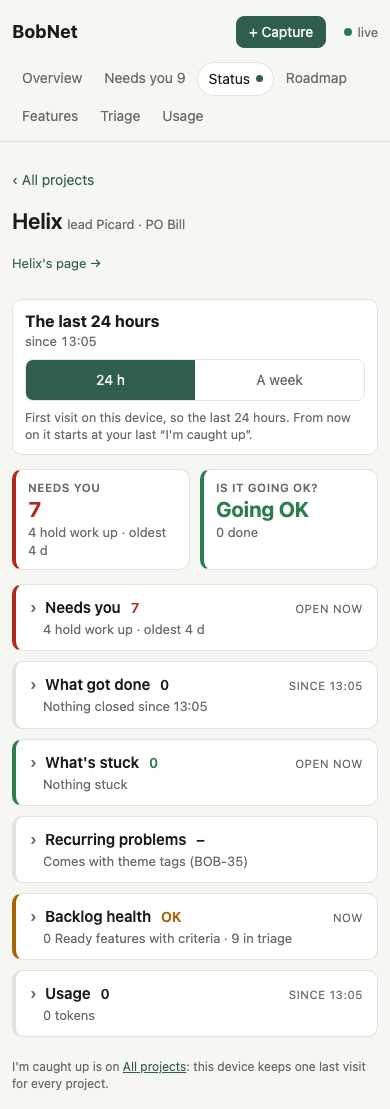 BobNet
+ Capture
live
Overview
Needs you 9
Status
Roadmap
Features
Triage
Usage
‹ All projects
Helix lead Picard · PO Bill
Helix's page →
The last 24 hours
since 13:05
24 h
A week
First visit on this device, so the last 24 hours. From now
on it starts at your last “I'm caught up”.
NEEDS YOU
7
4 hold work up · oldest
4 d
IS IT GOING OK?
Going OK
0 done
› Needs you 7 OPEN NOW
4 hold work up · oldest 4 d
› What got done 0 SINCE 13:05
Nothing closed since 13:05
› What's stuck 0 OPEN NOW
Nothing stuck
› Recurring problems –
Comes with theme tags (BOB-35)
› Backlog health OK NOW
0 Ready features with criteria · 9 in triage
› Usage 0 SINCE 13:05
0 tokens
I'm caught up is on All projects: this device keeps one last visit
for every project.